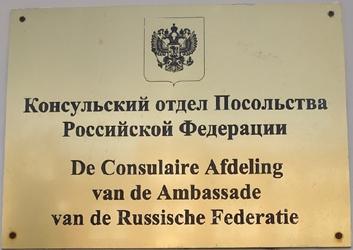 Консульский отдел Посольства
Российской Федерации
De Consulaire Afdeling
van de Ambassade
van de Russische Federatie